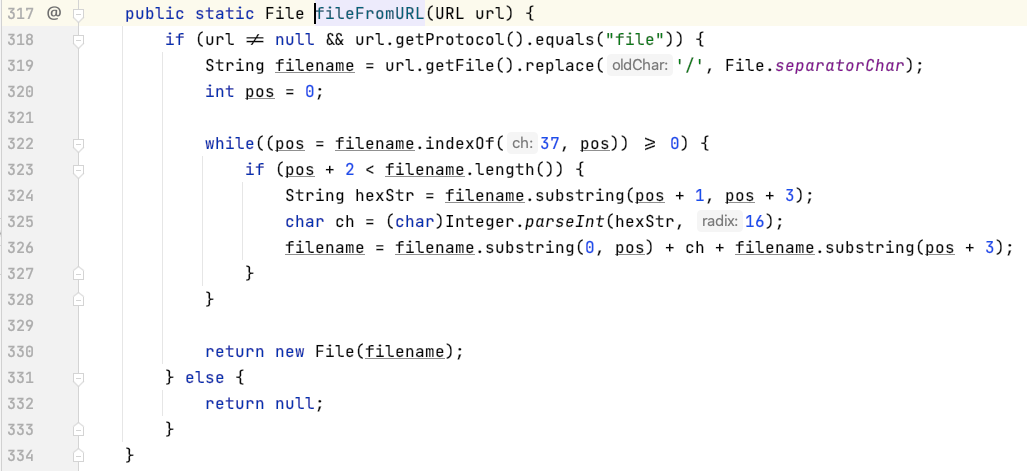 317 @ public static File fileFromURL(URL url) {
318 if (url ≠ null && url.getProtocol().equals("file")) {
319 String filename = url.getFile().replace( oldChar: '/', File.separatorChar);
320 int pos = 0;
321
322 while((pos = filename.indexOf( ch: 37, pos)) ⩾ 0) {
323 if (pos + 2 < filename.length()) {
324 String hexStr = filename.substring(pos + 1, pos + 3);
325 char ch = (char)Integer.parseInt(hexStr, radix: 16);
326 filename = filename.substring(0, pos) + ch + filename.substring(pos + 3);
327 }
328 }
329
330 return new File(filename);
331 } else {
332 return null;
333 }
334 }